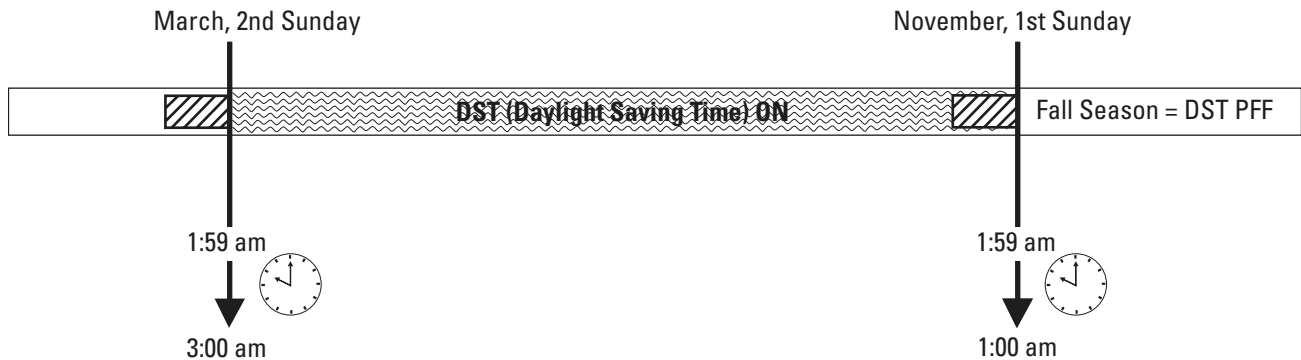 March, 2nd Sunday
November, 1st Sunday
DST (Daylight Saving Time) ON
Fall Season = DST PFF
1:59 am
1:59 am
3:00 am
1:00 am